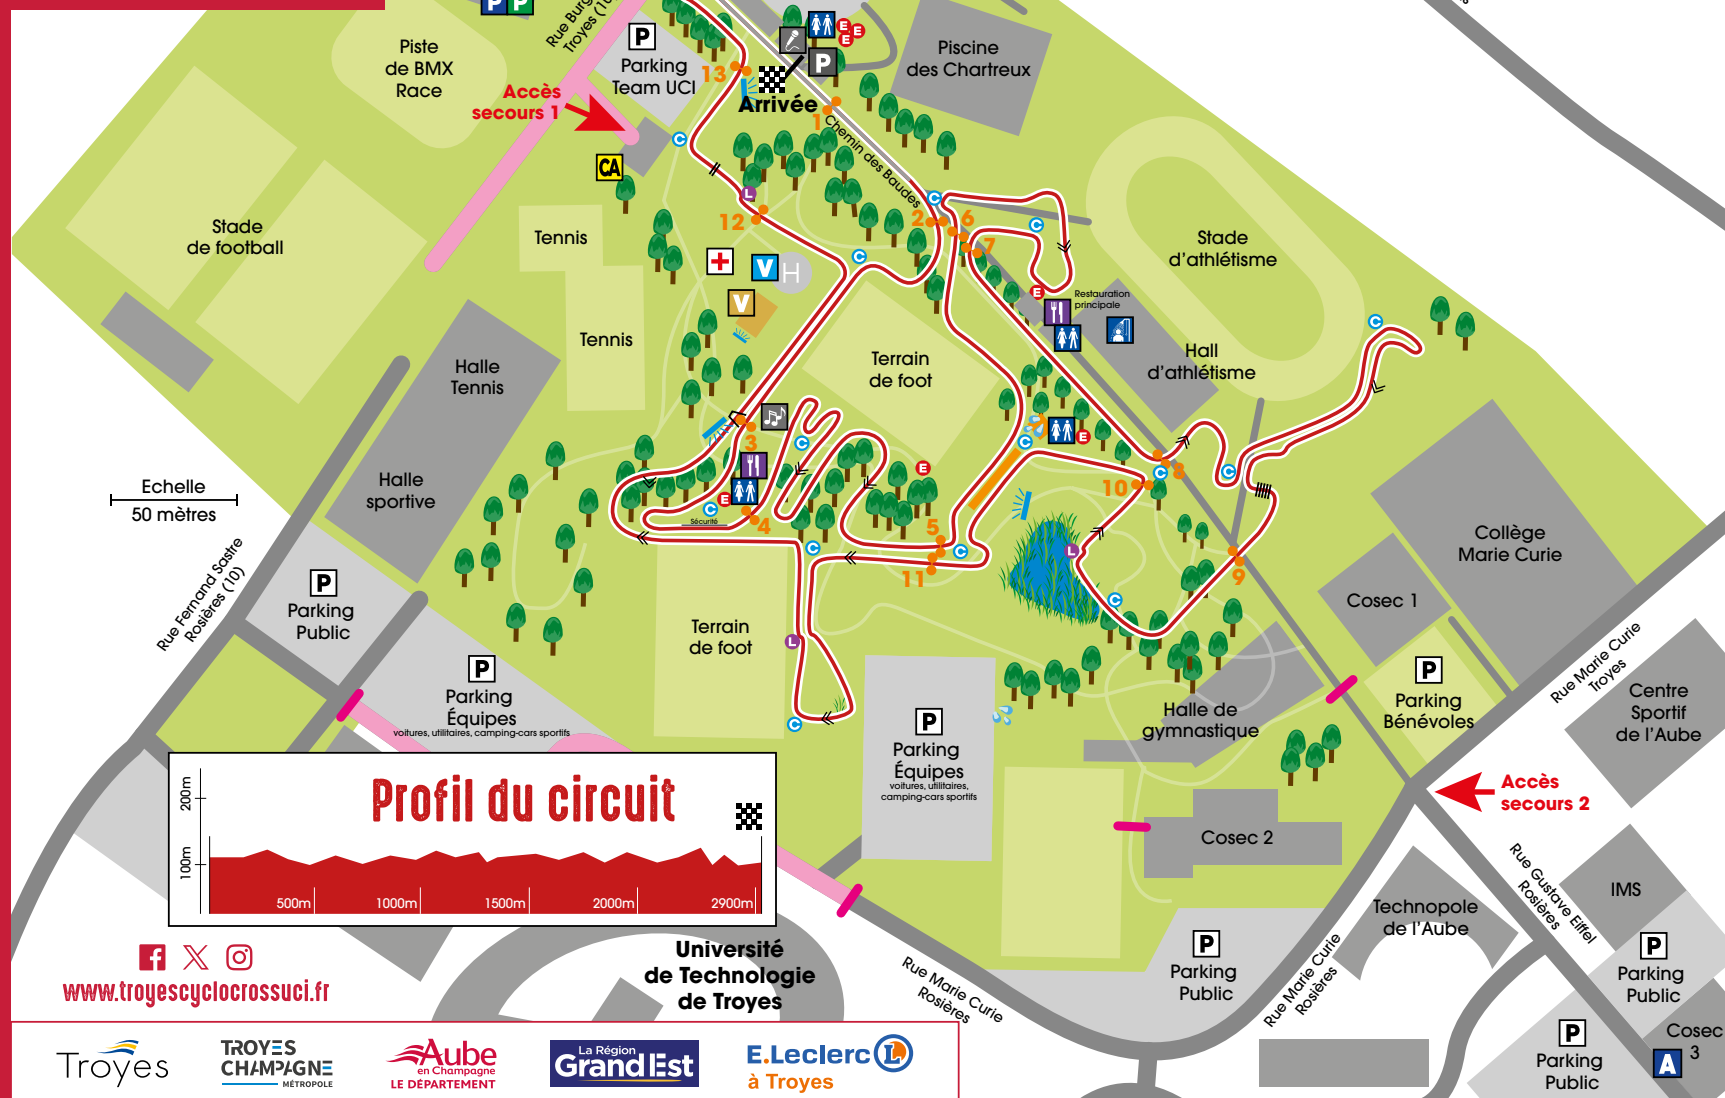 P P
Rue Burg
Troyes (10
Piste
de BMX
Race
P
Parking
Team UCI
Accès
secours 1
CA
13
Arrivée
P
E
E
E
1
Chemin des Baudes
Piscine
des Chartreux
Stade
de football
Tennis
Tennis
C
L
12
V
H
V
C
2
6
7
C
C
E
Restauration
principale
Stade
d'athlétisme
Hall
d'athlétisme
C
Terrain
de foot
Halle
Tennis
Halle
sportive
Echelle
50 mètres
3
C
E
C
Sécurité
4
E
C
E
C
8
C
10
5
C
11
C
L
9
C
Collège
Marie Curie
Cosec 1
Rue Fernand Sastre
Rosières (10)
P
Parking
Public
P
Parking
Équipes
voitures, utilitaires, camping-cars sportifs
Terrain
de foot
L
C
P
Parking
Équipes
voitures, utilitaires,
camping-cars sportifs
Halle de
gymnastique
P
Parking
Bénévoles
Rue Marie Curie
Troyes
Centre
Sportif
de l'Aube
Accès
secours 2
Cosec 2
Profil du circuit
200m
100m
500m
1000m
1500m
2000m
2900m
Rue Gustave Eiffel
Rosières
IMS
Technopole
de l'Aube
P
Parking
Public
P
Parking
Public
P
Parking
Public
Cosec
3
A
Rue Marie Curie
Rosières
Rue Marie Curie
Rosières
Université
de Technologie
de Troyes
www.troyescyclocrossuci.fr
Troyes
TROYES
CHAMPAGNE
MÉTROPOLE
Aube
en Champagne
LE DÉPARTEMENT
La Région
Grand Est
E.Leclerc L
à Troyes